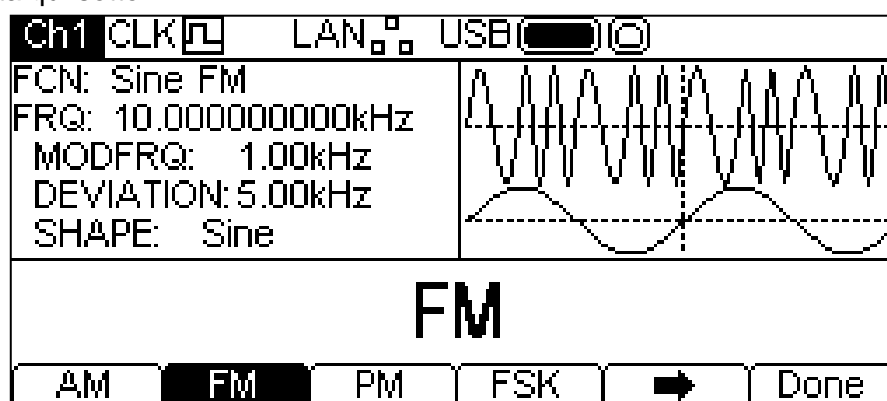 Ch1 CLK LAN USB
FCN: Sine FM
FRQ: 10.000000000kHz
MODFRQ: 1.00kHz
DEVIATION: 5.00kHz
SHAPE: Sine
FM
AM FM PM FSK Done